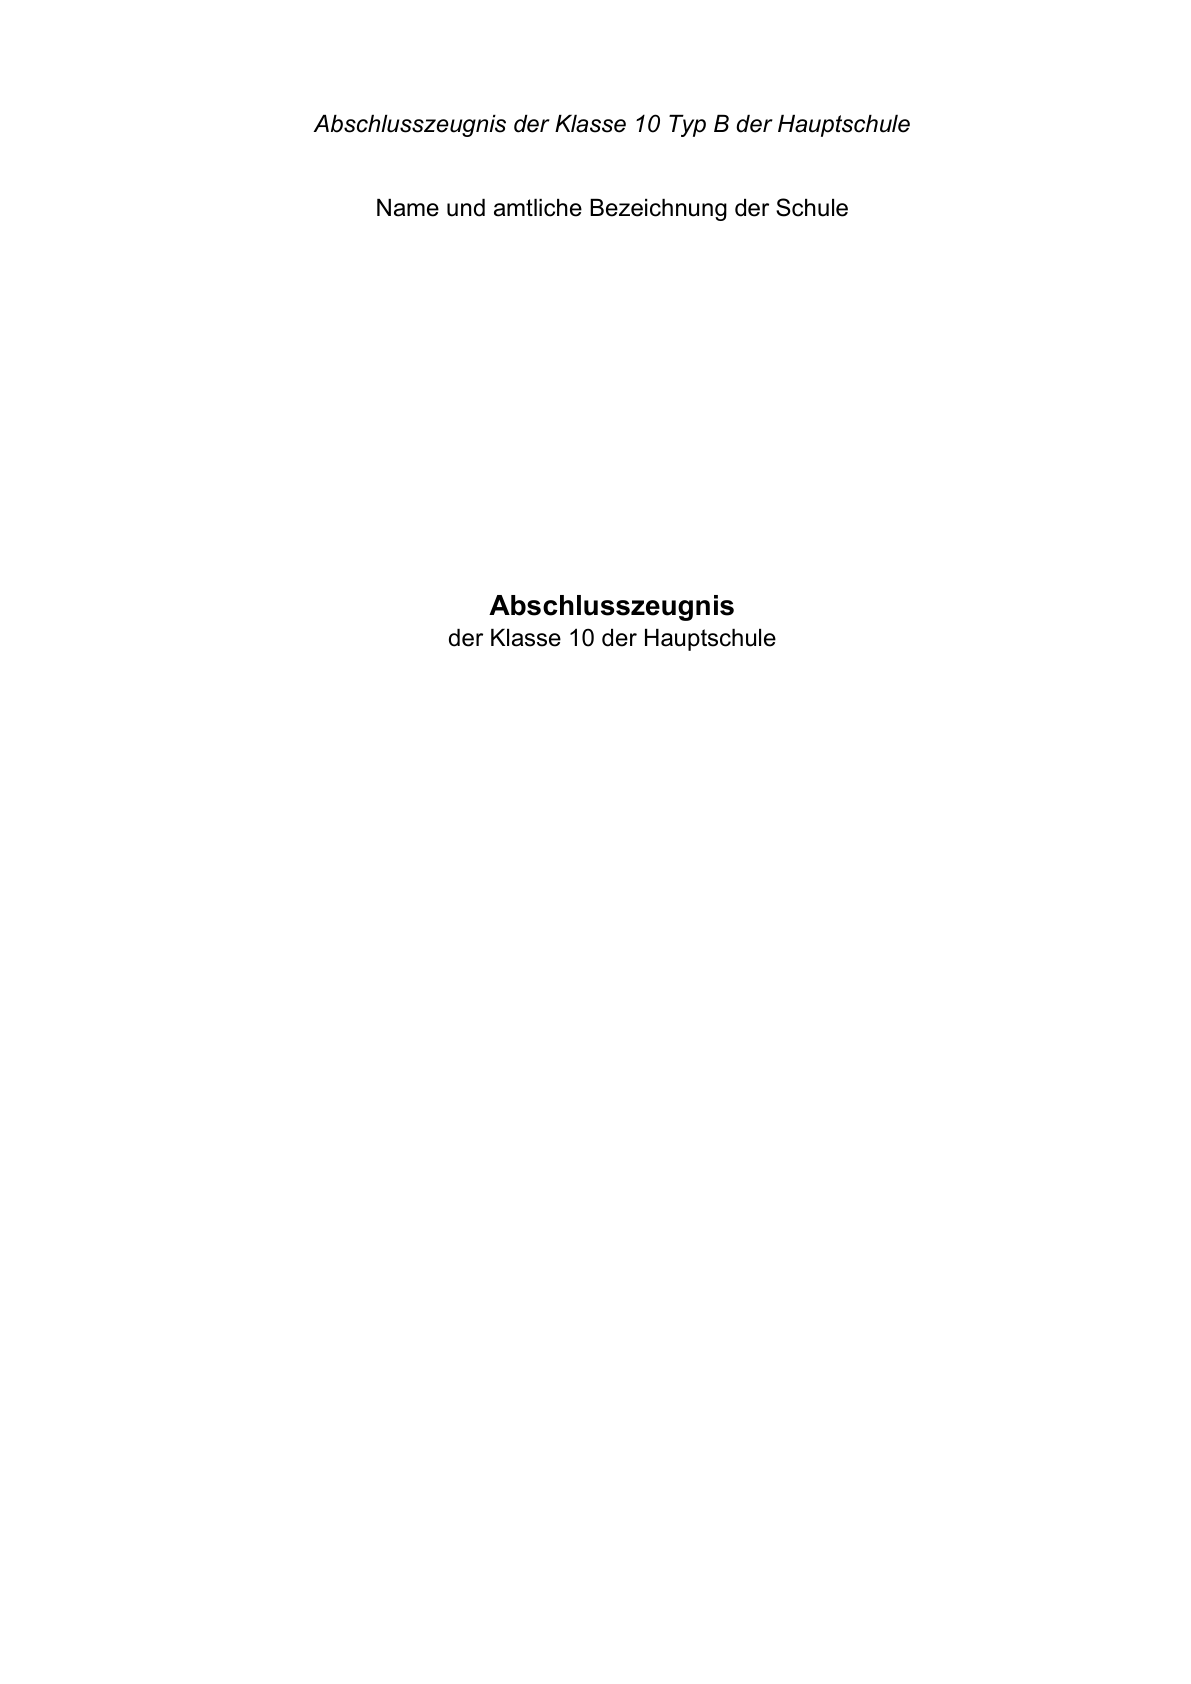 Abschlusszeugnis der Klasse 10 Typ B der Hauptschule
Name und amtliche Bezeichnung der Schule
Abschlusszeugnis
der Klasse 10 der Hauptschule